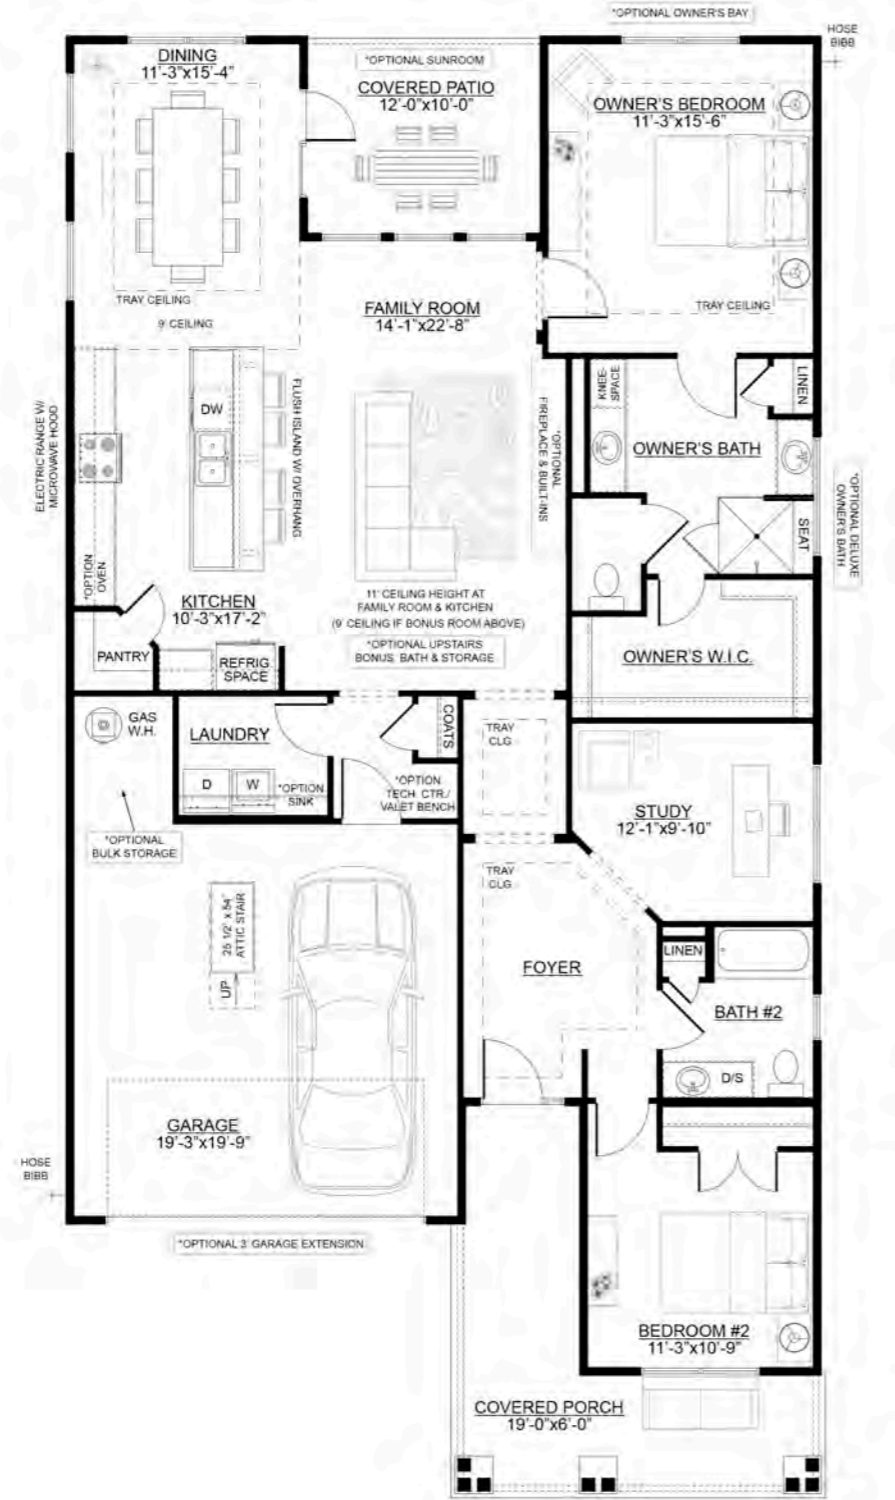 *OPTIONAL OWNER'S BAY
HOSE
BIBB
DINING
11'-3"x15'-4"
*OPTIONAL SUNROOM
COVERED PATIO
12'-0"x10'-0"
OWNER'S BEDROOM
11'-3"x15'-6"
TRAY CEILING
9' CEILING
FAMILY ROOM
14'-1"x22'-8"
TRAY CEILING
ELECTRIC RANGE W/
MICROWAVE HOOD
DW
FLUSH ISLAND W/ OVERHANG
*OPTIONAL
FIREPLACE & BUILT-INS
KNEE-
SPACE
LINEN
OWNER'S BATH
*OPTIONAL DELUXE
OWNER'S BATH
SEAT
*OPTION
OVEN
KITCHEN
10'-3"x17'-2"
11' CEILING HEIGHT AT
FAMILY ROOM & KITCHEN
(9' CEILING IF BONUS ROOM ABOVE)
*OPTIONAL UPSTAIRS
BONUS, BATH & STORAGE
PANTRY
REFRIG.
SPACE
OWNER'S W.I.C.
GAS
W.H.
LAUNDRY
COATS
TRAY
CLG
D
W
*OPTION
SINK
*OPTION
TECH. CTR./
VALET BENCH
STUDY
12'-1"x9'-10"
*OPTIONAL
BULK STORAGE
TRAY
CLG
25 1/2" x 54"
ATTIC STAIR
UP
FOYER
LINEN
BATH #2
D/S
GARAGE
19'-3"x19'-9"
HOSE
BIBB
*OPTIONAL 3' GARAGE EXTENSION
BEDROOM #2
11'-3"x10'-9"
COVERED PORCH
19'-0"x6'-0"